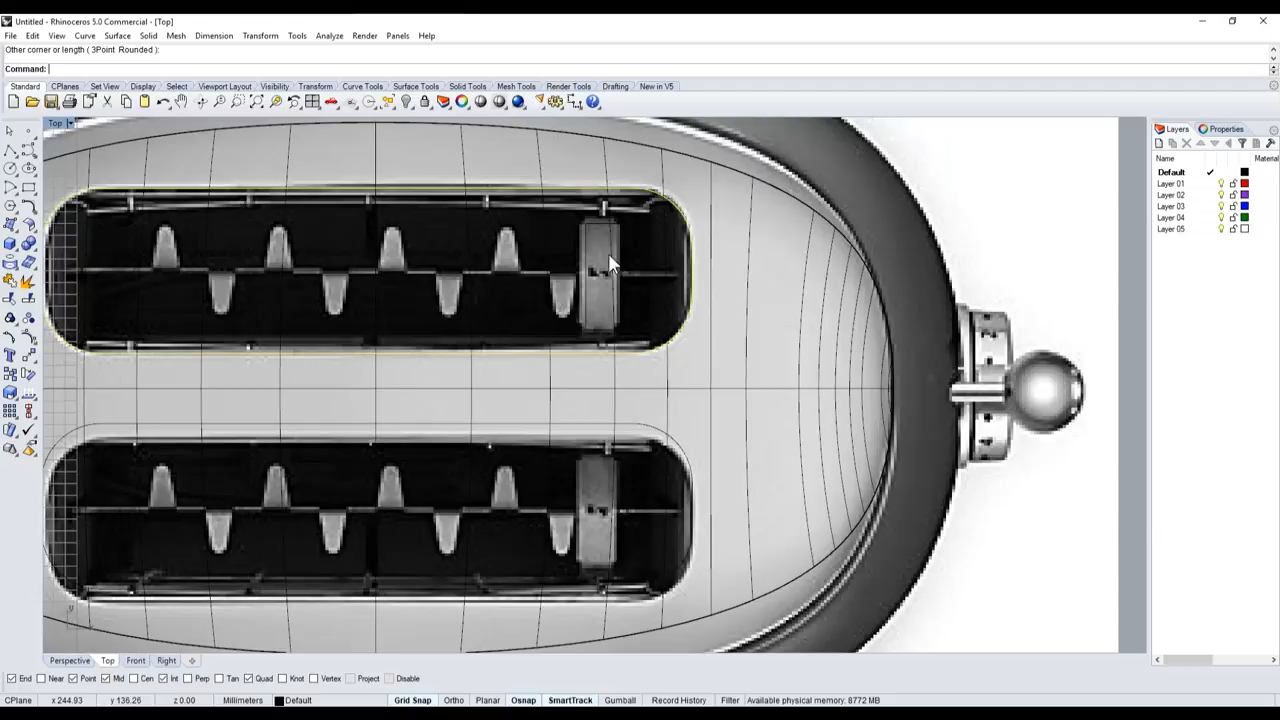 Untitled - Rhinoceros 5.0 Commercial - [Top]
File Edit View Curve Surface Solid Mesh Dimension Transform Tools Analyze Render Panels Help
Other coror or length ( 3Point Rounded ):
Command:
Standard CPlanes Set View Display Select Viewport Layout Visibility Transform Curve Tools Surface Tools Solid Tools Mesh Tools Render Tools Drafting New in V5
Top
Layers Properties
Name Material
Default
Layer 01
Layer 02
Layer 03
Layer 04
Layer 05
Perspective Top Front Right
End Near Point Mid Cen Int Perp Tan Quad Knot Vertex Project Disable
CPlane x 244.93 y 136.26 z 0.00 Millimeters Default Grid Snap Ortho Planar Osnap SmartTrack Gumball Record History Filter Available physical memory: 8772 MB